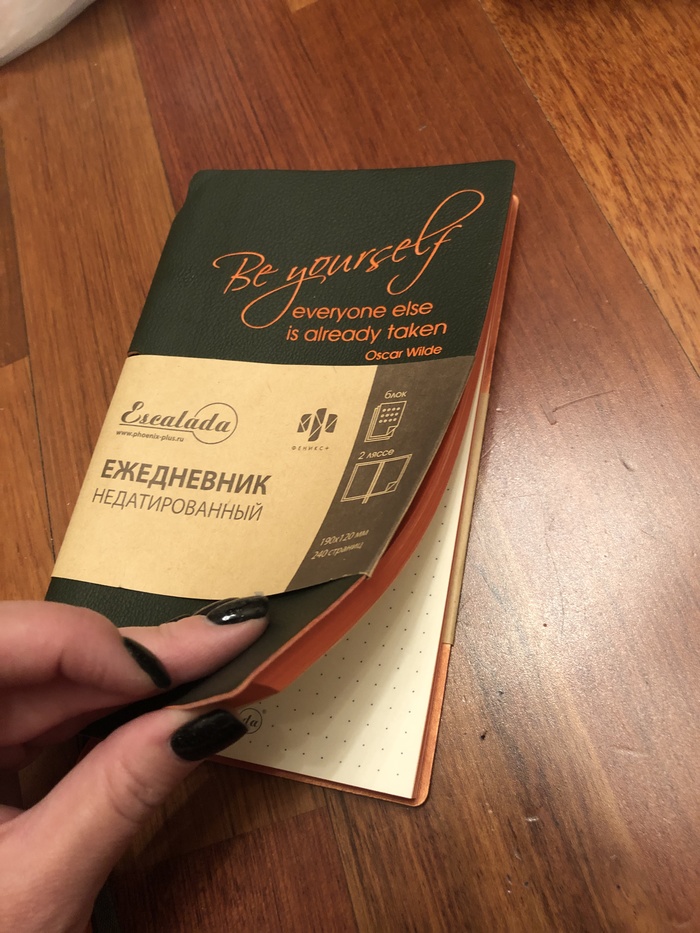 Be yourself
everyone else
is already taken
Oscar Wilde
Escalada
www.phoenix-plus.ru
ФЕНИКС+
ЕЖЕДНЕВНИК
НЕДАТИРОВАННЫЙ
блок
2 ляссе
190x120 мм
240 страниц